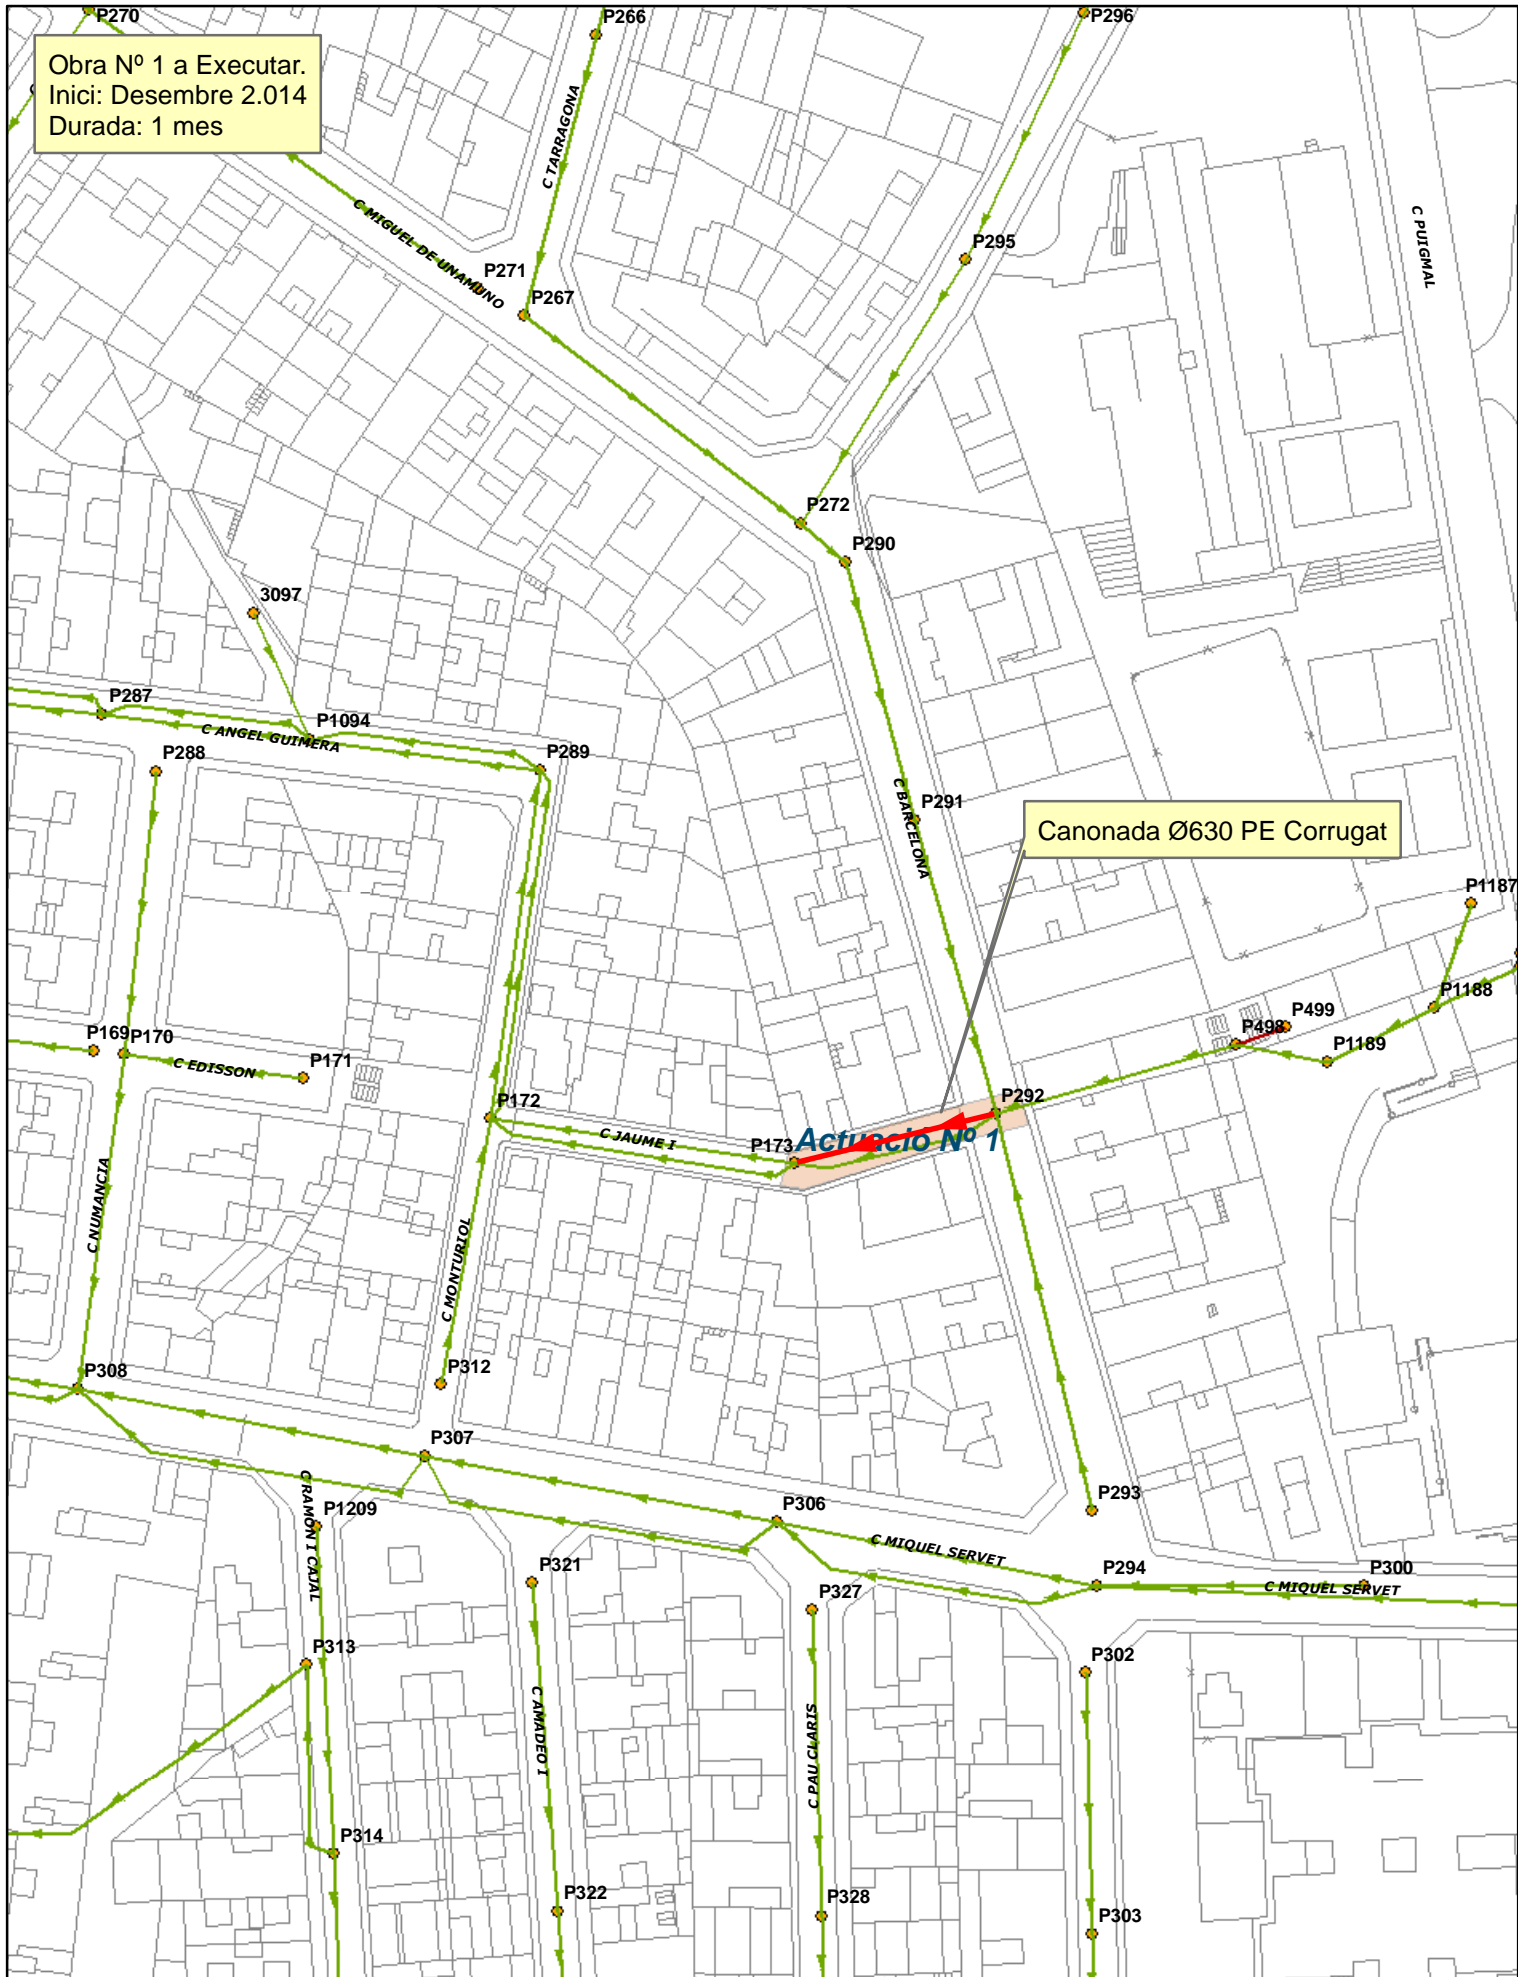 P270
P266
P296
Obra Nº 1 a Executar.
Inici: Desembre 2.014
Durada: 1 mes
C TARRAGONA
C MIGUEL DE UNAMUNO
C PUIGMAL
P295
P271
P267
P272
P290
3097
P287
P1094
C ANGEL GUIMERA
P288
P289
C BARCELONA
P291
Canonada Ø630 PE Corrugat
P1187
P1188
P499
P498
P1189
P169
P170
C EDISSON
P171
P172
P292
C JAUME I
P173
Actuació Nº 1
C NUMANCIA
C MONTURIOL
P308
P312
P307
P293
P306
C RAMON I CAJAL
P1209
C MIQUEL SERVET
P321
P294
P300
C MIQUEL SERVET
P327
P313
P302
C AMADEO I
C PAU CLARIS
P314
P322
P328
P303